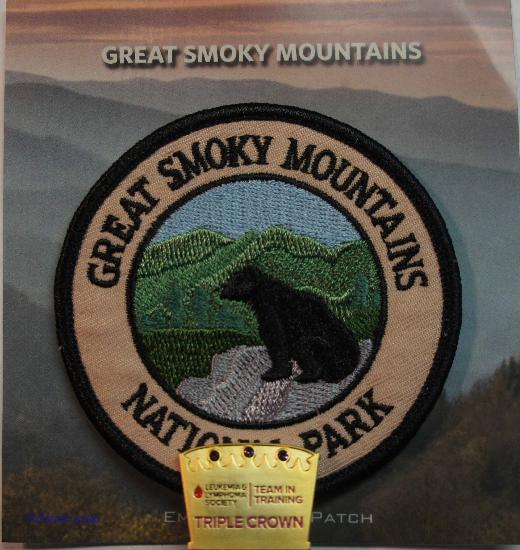 GREAT SMOKY MOUNTAINS
GREAT SMOKY MOUNTAINS
NATIONAL PARK
LEUKEMIA & LYMPHOMA SOCIETY
TEAM IN TRAINING
TRIPLE CROWN
PATCH